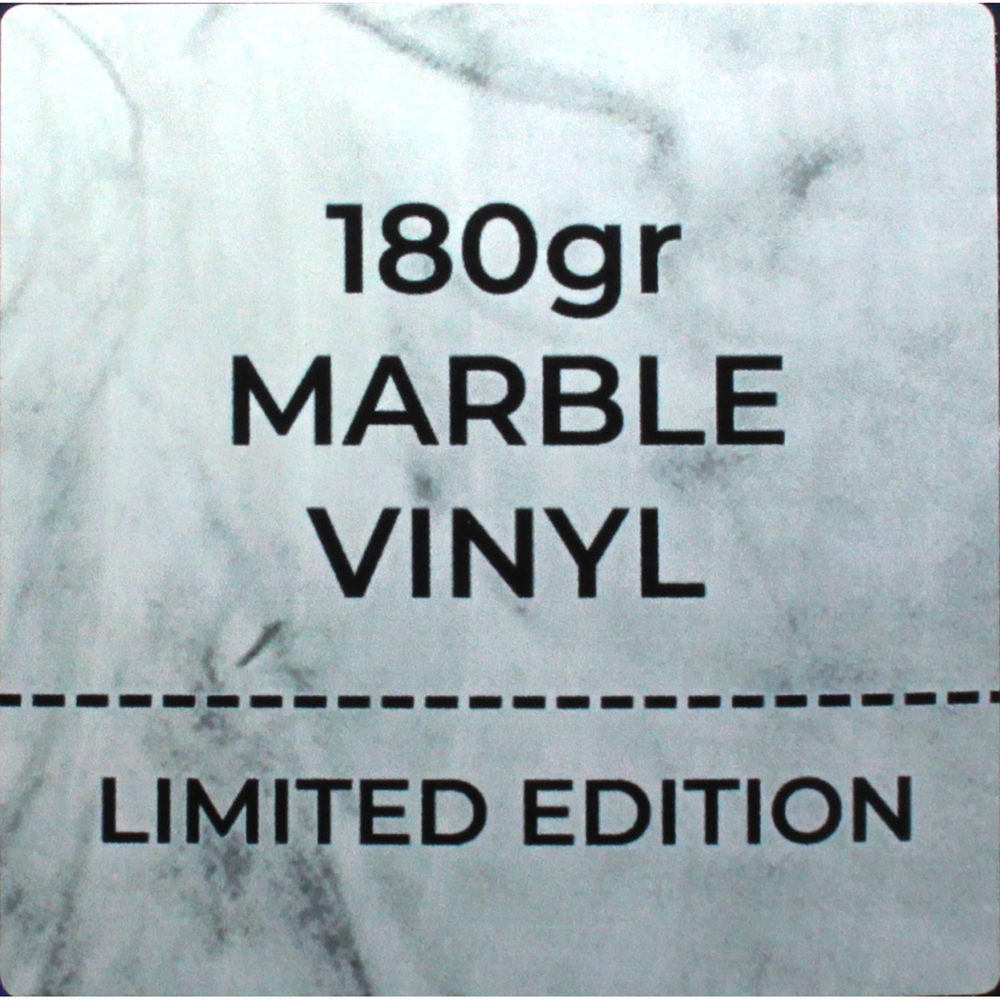 180gr
MARBLE
VINYL
LIMITED EDITION